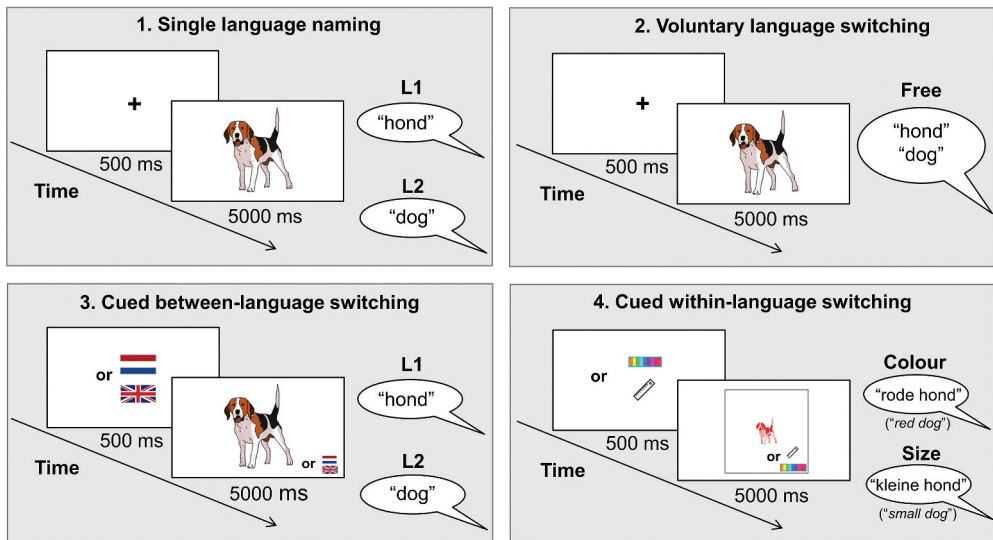 1. Single language naming
+
500 ms
5000 ms
Time
L1
“hond”
L2
“dog”
2. Voluntary language switching
+
500 ms
5000 ms
Time
Free
“hond”
“dog”
3. Cued between-language switching
or
500 ms
or
5000 ms
Time
L1
“hond”
L2
“dog”
4. Cued within-language switching
or
500 ms
or
5000 ms
Time
Colour
“rode hond”
(“red dog”)
Size
“kleine hond”
(“small dog”)